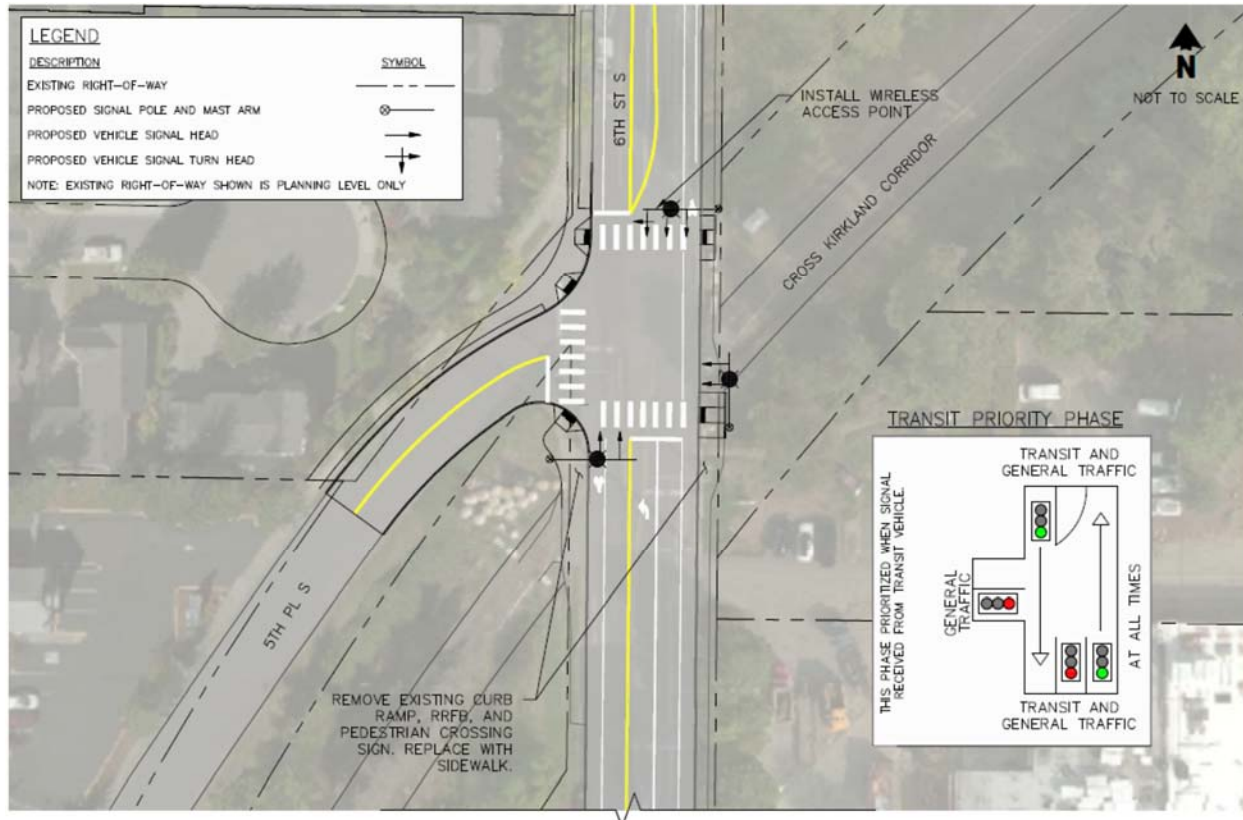 LEGEND
DESCRIPTION SYMBOL
EXISTING RIGHT-OF-WAY
PROPOSED SIGNAL POLE AND MAST ARM
PROPOSED VEHICLE SIGNAL HEAD
PROPOSED VEHICLE SIGNAL TURN HEAD
NOTE: EXISTING RIGHT-OF-WAY SHOWN IS PLANNING LEVEL ONLY
6TH ST S
INSTALL WIRELESS
ACCESS POINT
N
NOT TO SCALE
CROSS KIRKLAND CORRIDOR
5TH PL S
REMOVE EXISTING CURB
RAMP, RRFB, AND
PEDESTRIAN CROSSING
SIGN. REPLACE WITH
SIDEWALK.
TRANSIT PRIORITY PHASE
THIS PHASE PRIORITIZED WHEN SIGNAL
RECEIVED FROM TRANSIT VEHICLE.
TRANSIT AND
GENERAL TRAFFIC
GENERAL
TRAFFIC
AT ALL TIMES
TRANSIT AND
GENERAL TRAFFIC